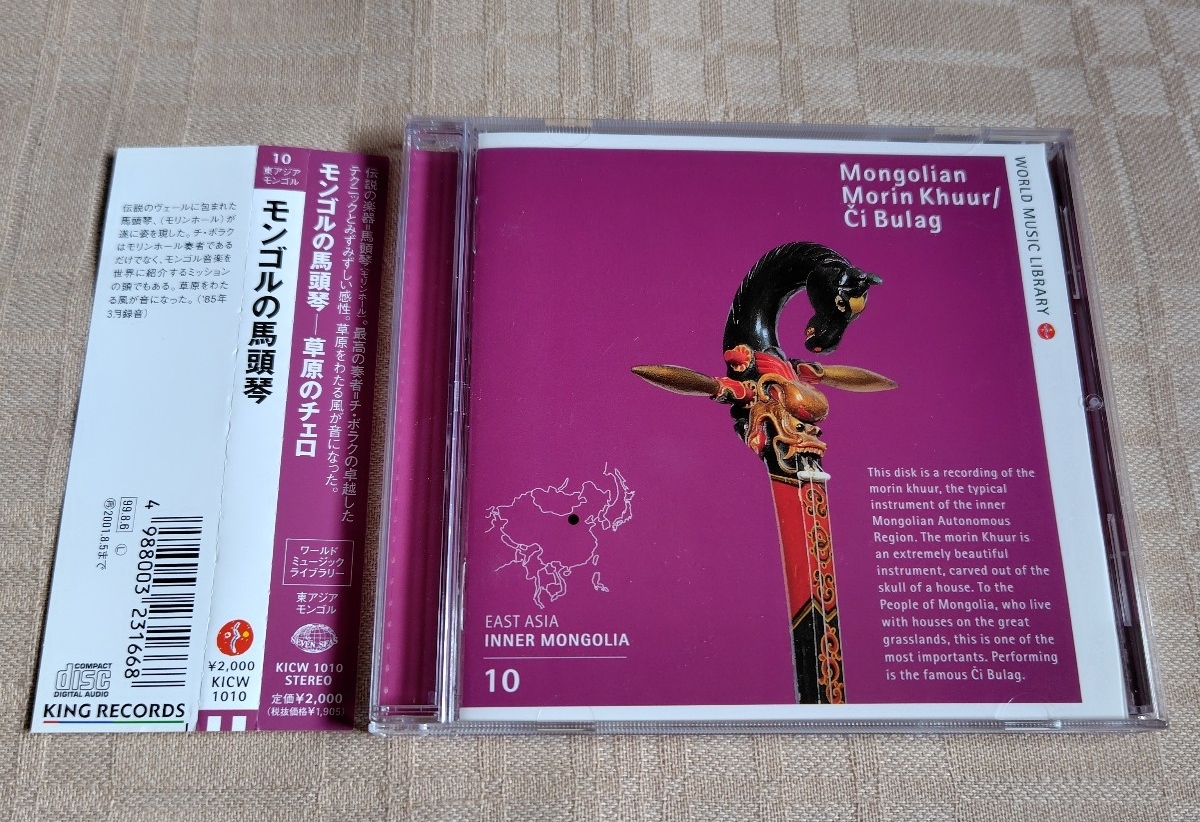 伝説のヴェールに包まれた
馬頭琴、(モリンホール)が
遂に姿を現した。チ・ボラク
はモリンホール奏者である
だけでなく、モンゴル音楽を
世界に紹介するミッション
の頭でもある。草原をわた
る風が音になった。('85年
3月録音)
99.8.6
Ⓛ
2001.8.5まで
4 988003 231668
COMPACT
disc
DIGITAL AUDIO
KING RECORDS
10
東アジア
モンゴル
モンゴルの馬頭琴
¥2,000
KICW
1010
伝説の楽器=馬頭琴(モリンホール)。最高の奏者=チ・ボラクの卓越した
テクニックとみずみずしい感性。草原をわたる風が音になった。
モンゴルの馬頭琴—草原のチェロ
ワールド
ミュージック
ライブラリー
東アジア
モンゴル
SEVEN SEAS
KICW 1010
STEREO
定価¥2,000
(税抜価格¥1,905)
Mongolian
Morin Khuur/
Či Bulag
WORLD MUSIC LIBRARY
This disk is a recording of the
morin khuur, the typical
instrument of the inner
Mongolian Autonomous
Region. The morin Khuur is
an extremely beautiful
instrument, carved out of the
skull of a house. To the
People of Mongolia, who live
with houses on the great
grasslands, this is one of the
most importants. Performing
is the famous Či Bulag.
EAST ASIA
INNER MONGOLIA
10